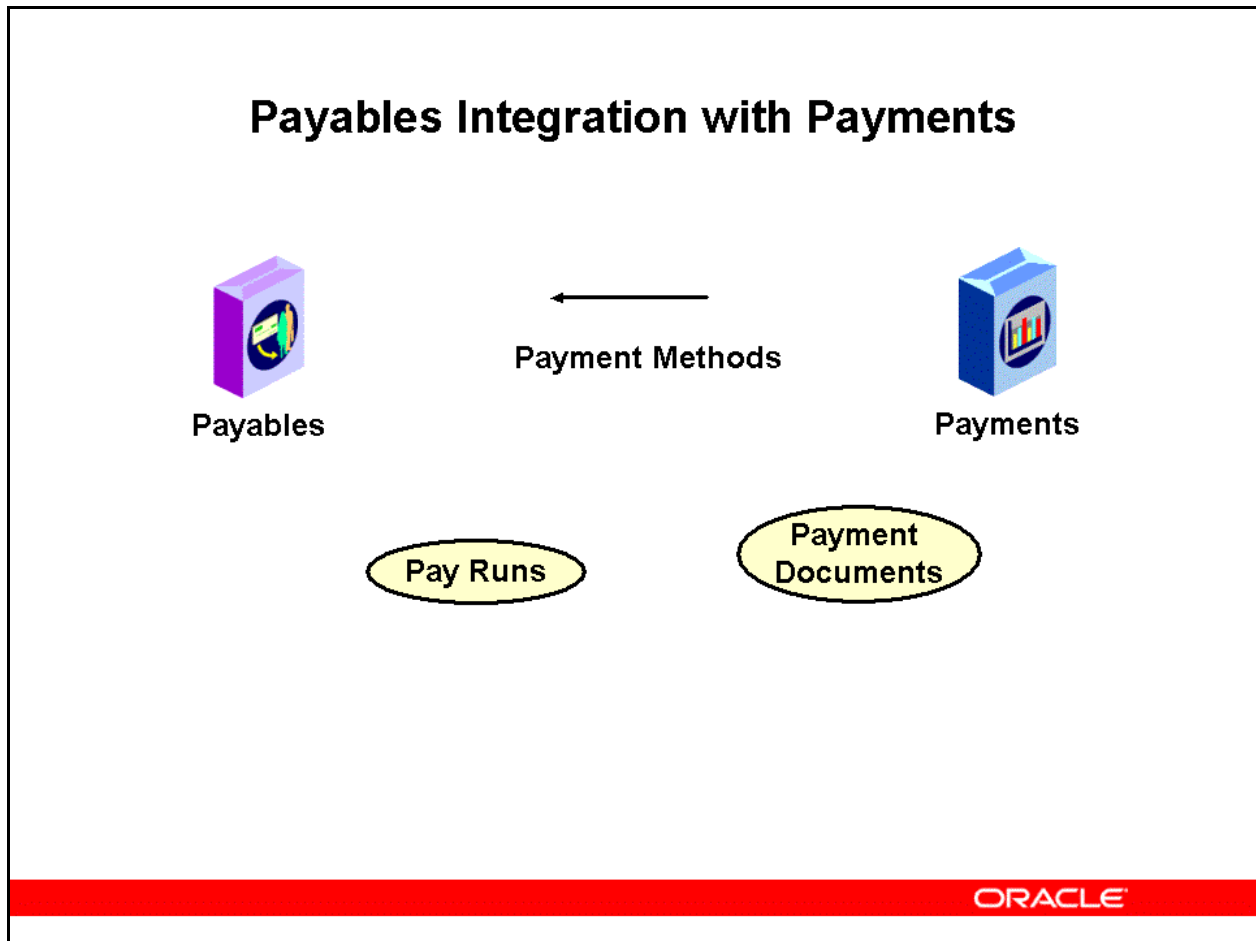 Payables Integration with Payments
Payment Methods
Payables
Payments
Pay Runs
Payment
Documents
ORACLE